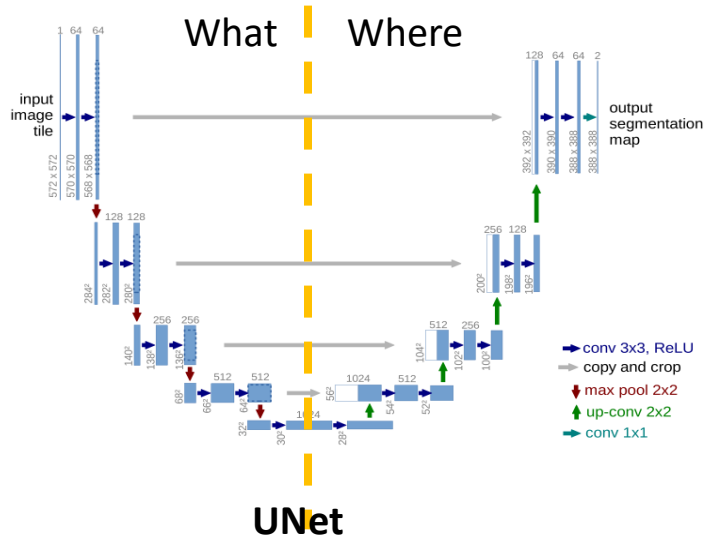 What
Where
1 64 64
128 64 64 2
input
image
tile
output
segmentation
map
572 x 572
570 x 570
568 x 568
392 x 392
390 x 390
388 x 388
388 x 388
128 128
256 128
284²
282²
280²
200²
198²
196²
256 256
512 256
140²
138²
136²
104²
102²
100²
512 512
1024 512
68²
66²
64²
56²
54²
52²
1024
32²
30²
28²
conv 3x3, ReLU
copy and crop
max pool 2x2
up-conv 2x2
conv 1x1
UNet